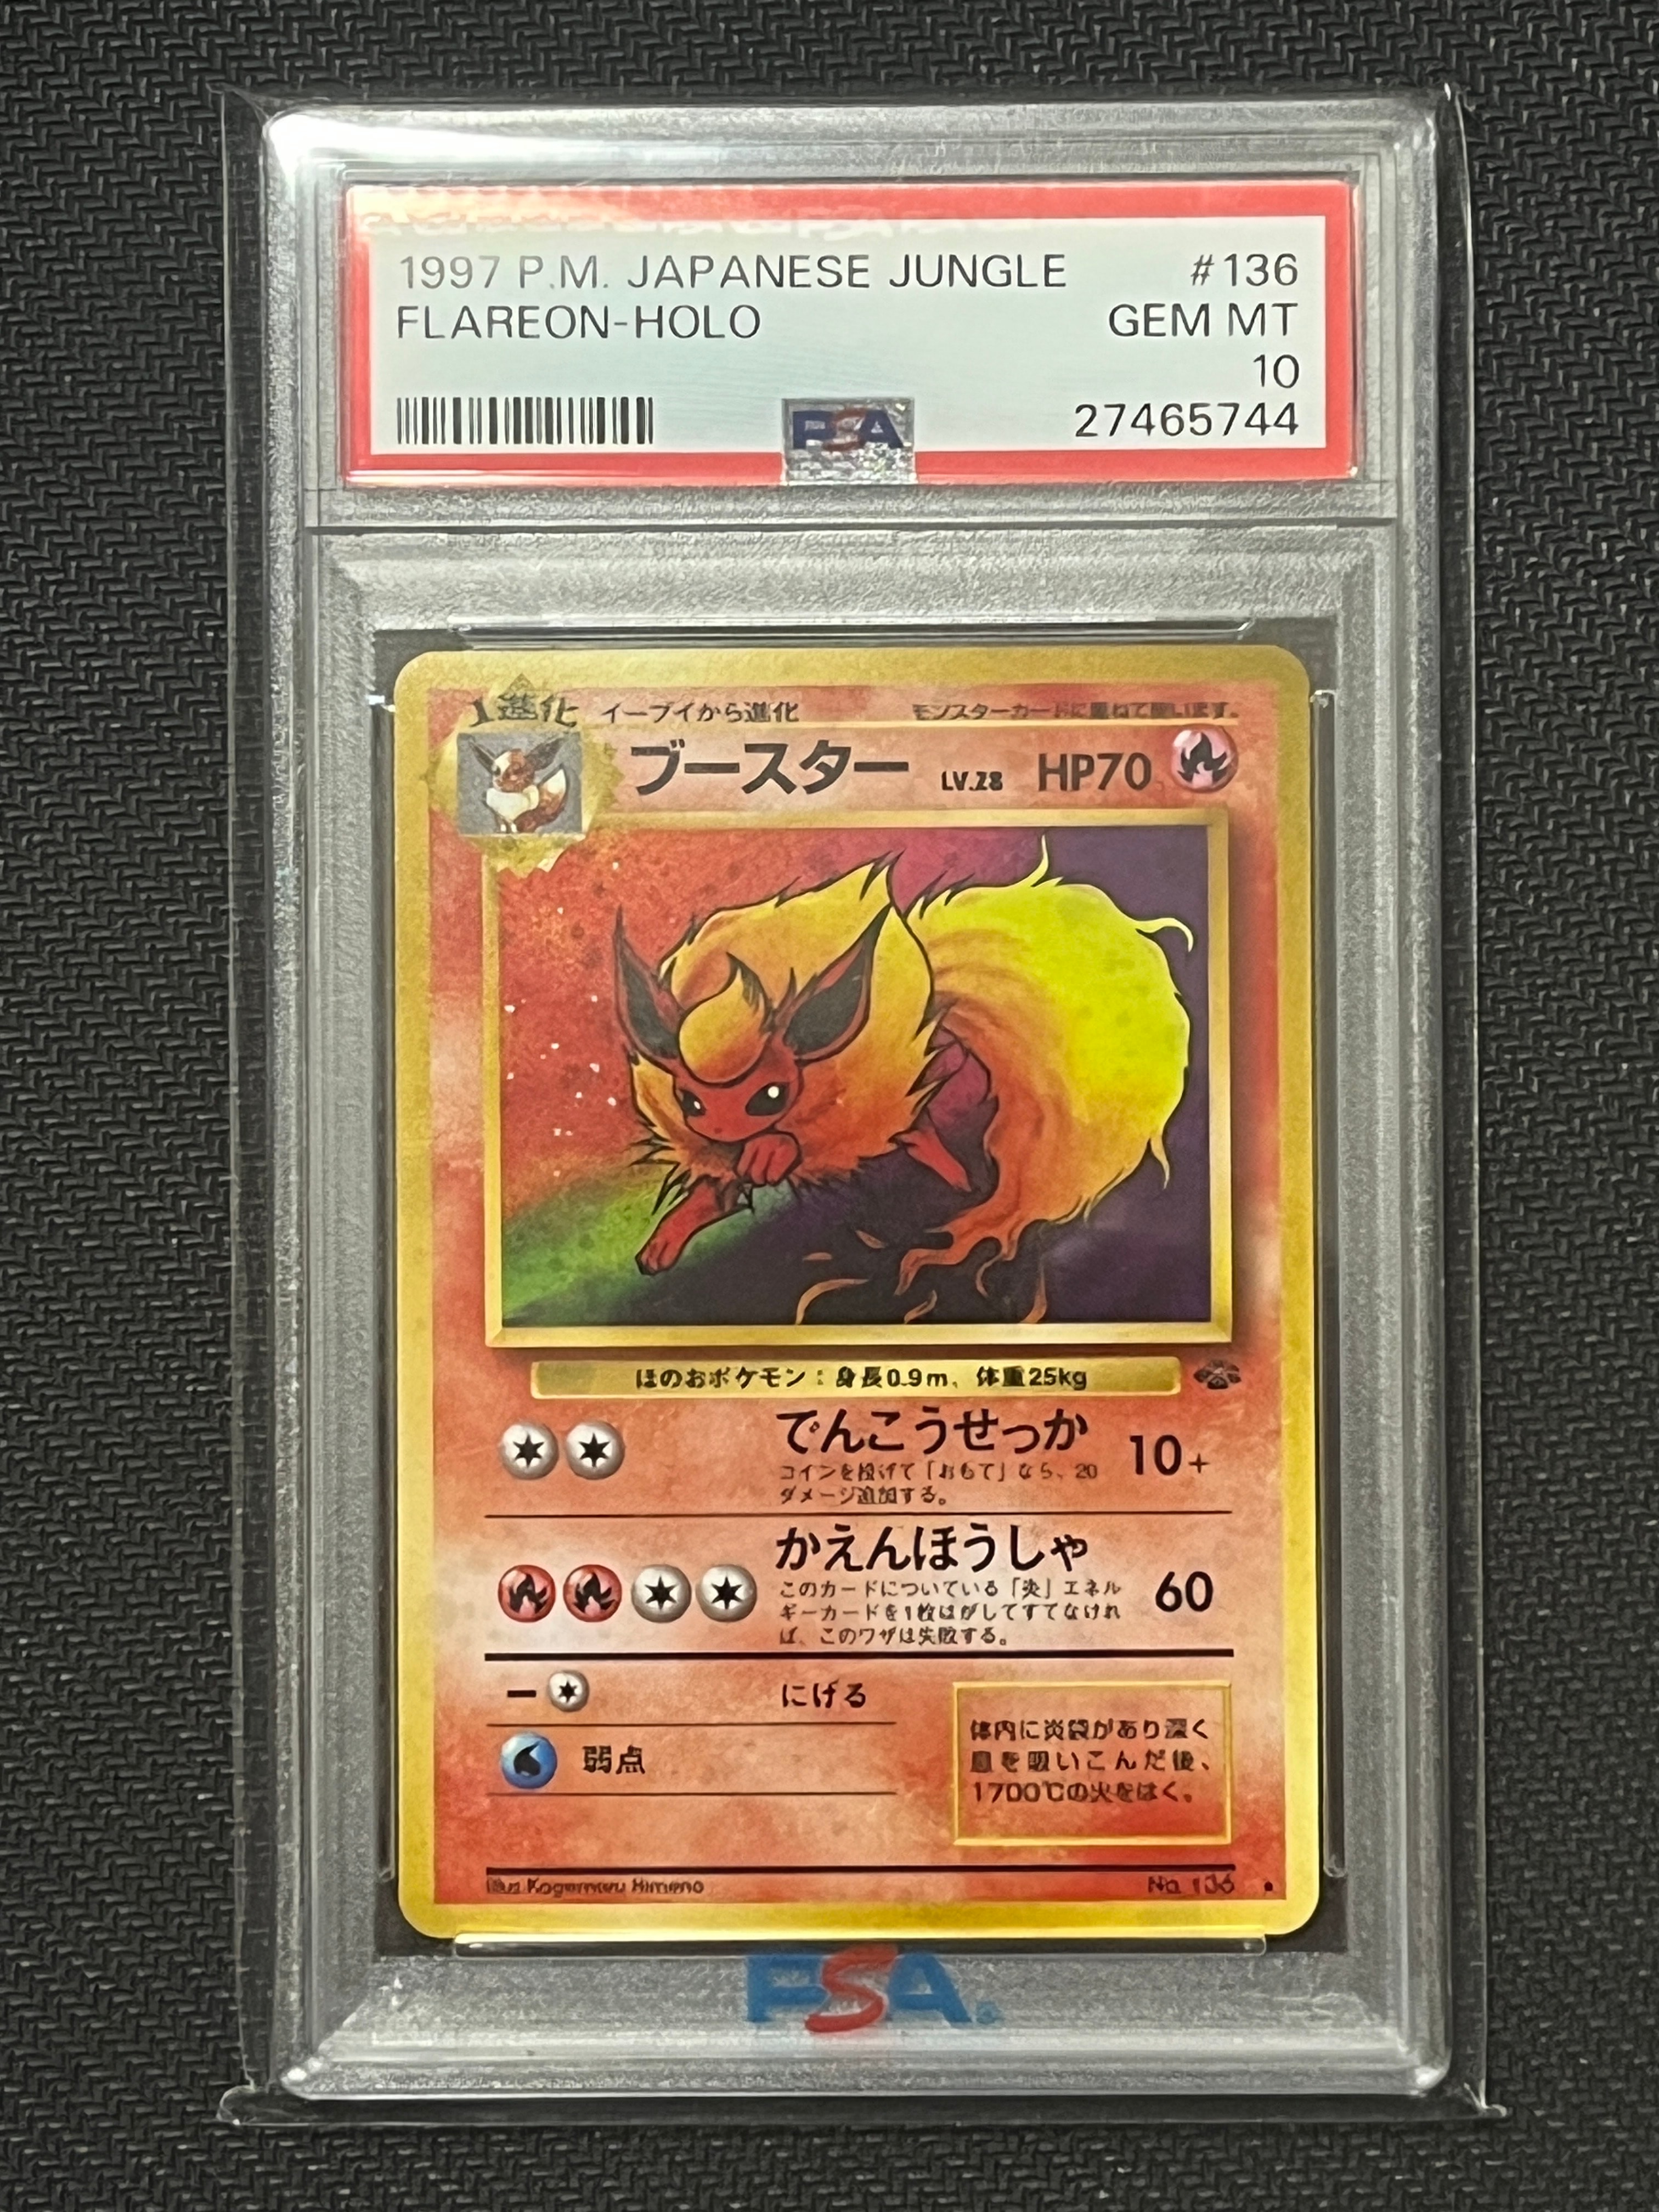 1997 P.M. JAPANESE JUNGLE #136
FLAREON-HOLO GEM MT
10
PSA 27465744
1進化 イーブイから進化 モンスターカードに重ねて出します。
ブースター LV.28 HP70
ほのおポケモン:身長0.9m、体重25kg
でんこうせっか 10+
コインを投げて「おもて」なら、20
ダメージ追加する。
かえんほうしゃ 60
このカードについている「炎」エネル
ギーカードを1枚はがしてすてなけれ
ば、このワザは失敗する。
ー にげる
弱点
体内に炎袋があり深く
息を吸いこんだ後、
1700℃の火をはく。
Illus. Kagemaru Himeno No.136 ●
PSA